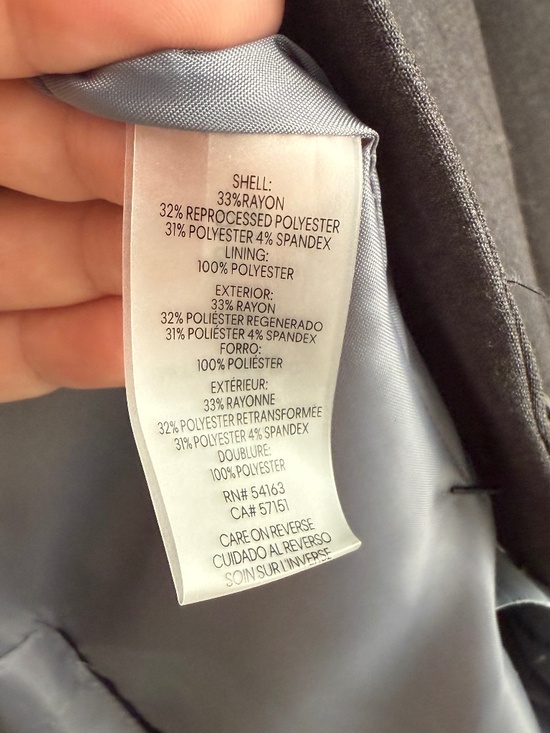 SHELL:
33%RAYON
32% REPROCESSED POLYESTER
31% POLYESTER 4% SPANDEX
LINING:
100% POLYESTER
EXTERIOR:
33% RAYON
32% POLIÉSTER REGENERADO
31% POLIÉSTER 4% SPANDEX
FORRO:
100% POLIÉSTER
EXTÉRIEUR:
33% RAYONNE
32% POLYESTER RETRANSFORMÉE
31% POLYESTER 4% SPANDEX
DOUBLURE:
100% POLYESTER
RN# 54163
CA# 57151
CARE ON REVERSE
CUIDADO AL REVERSO
SOIN SUR L'INVERSE